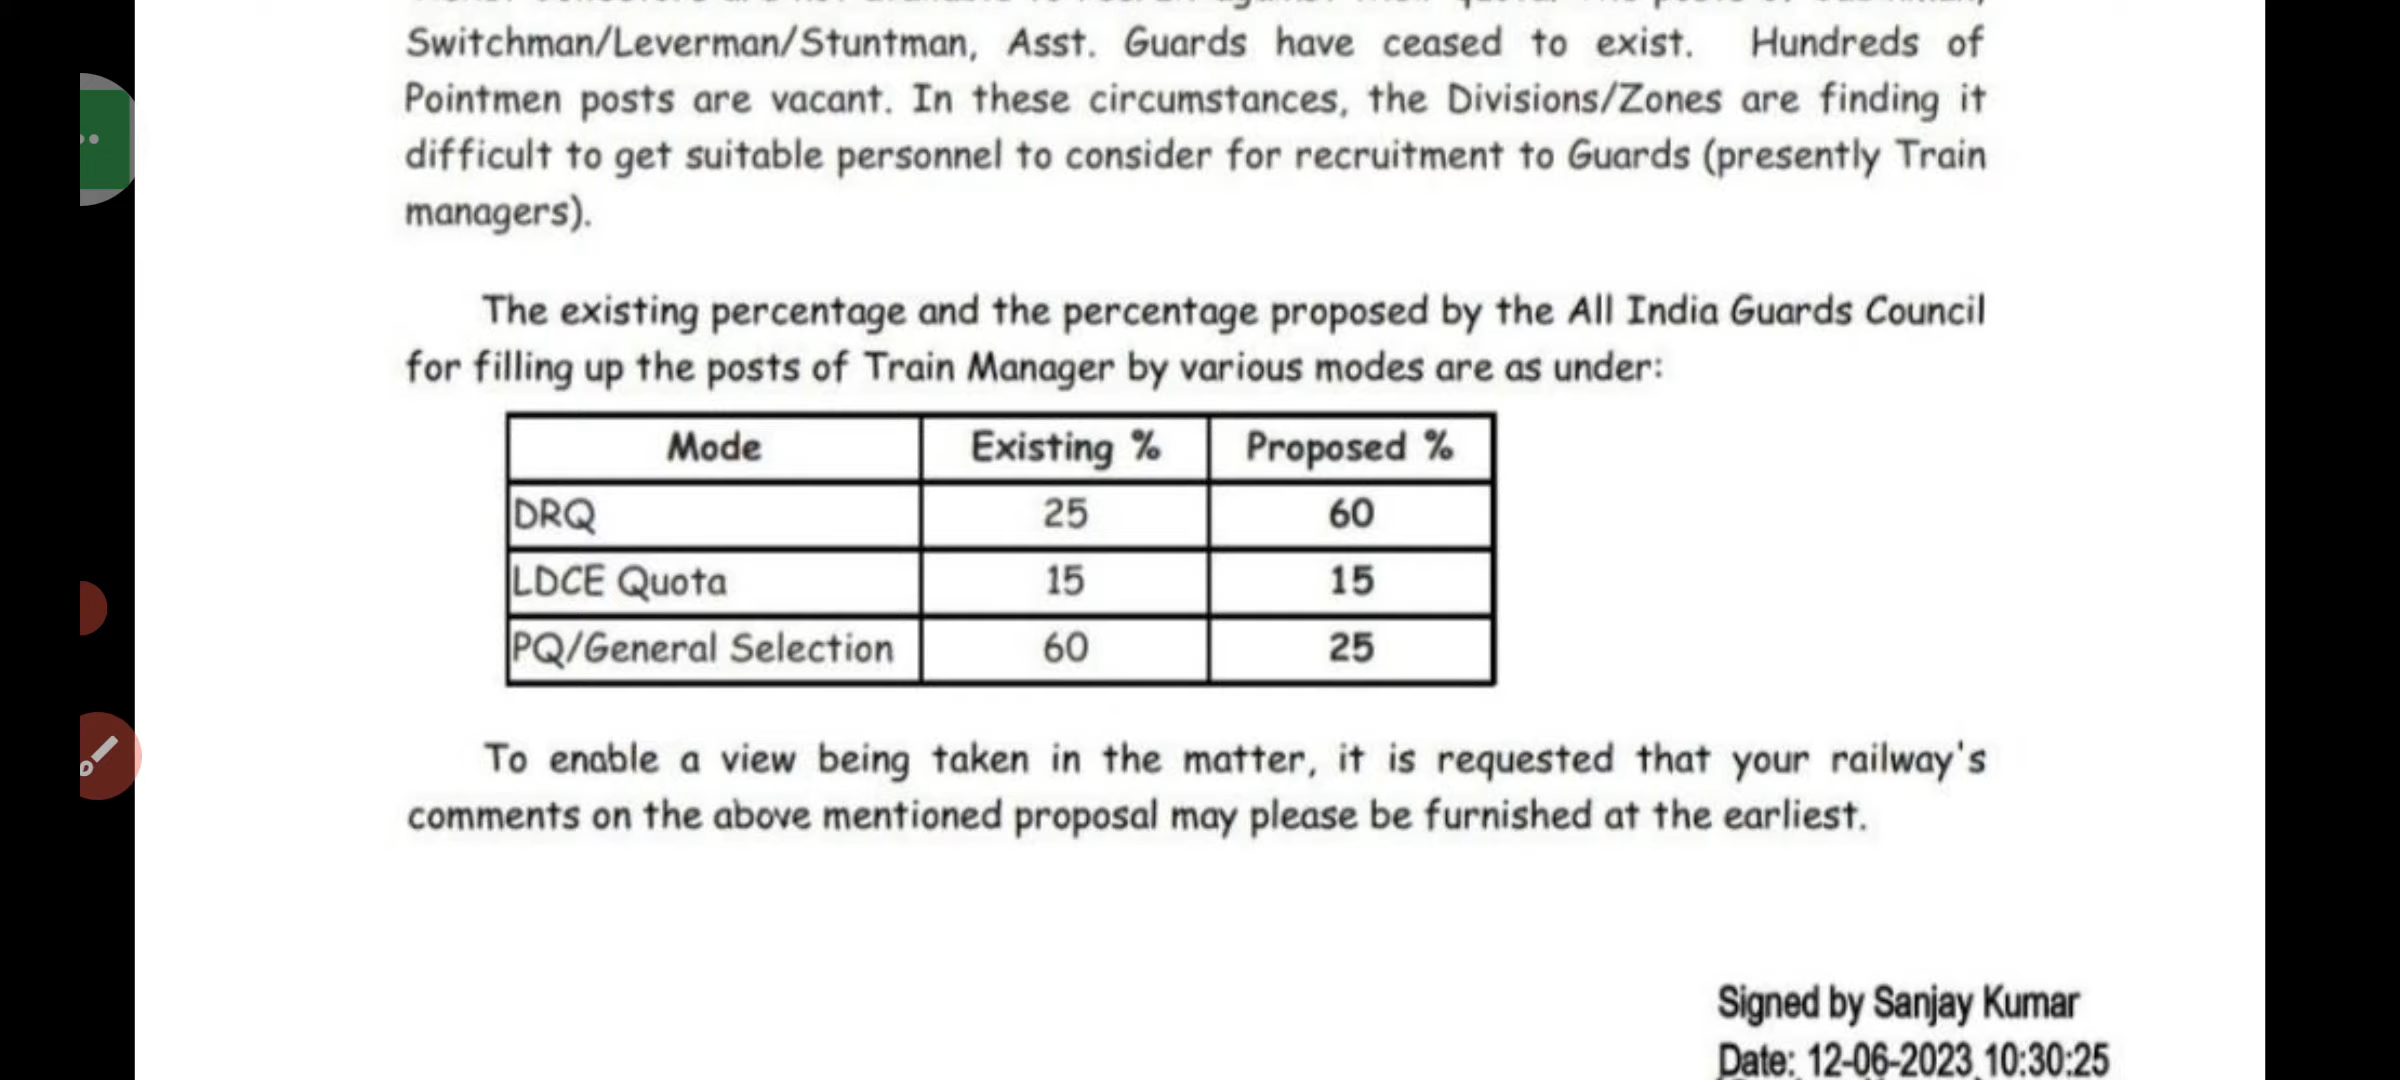 Switchman/Leverman/Stuntman, Asst. Guards have ceased to exist. Hundreds of
Pointmen posts are vacant. In these circumstances, the Divisions/Zones are finding it
difficult to get suitable personnel to consider for recruitment to Guards (presently Train
managers).
The existing percentage and the percentage proposed by the All India Guards Council
for filling up the posts of Train Manager by various modes are as under:
Mode Existing % Proposed %
DRQ 25 60
LDCE Quota 15 15
PQ/General Selection 60 25
To enable a view being taken in the matter, it is requested that your railway's
comments on the above mentioned proposal may please be furnished at the earliest.
Signed by Sanjay Kumar
Date: 12-06-2023 10:30:25